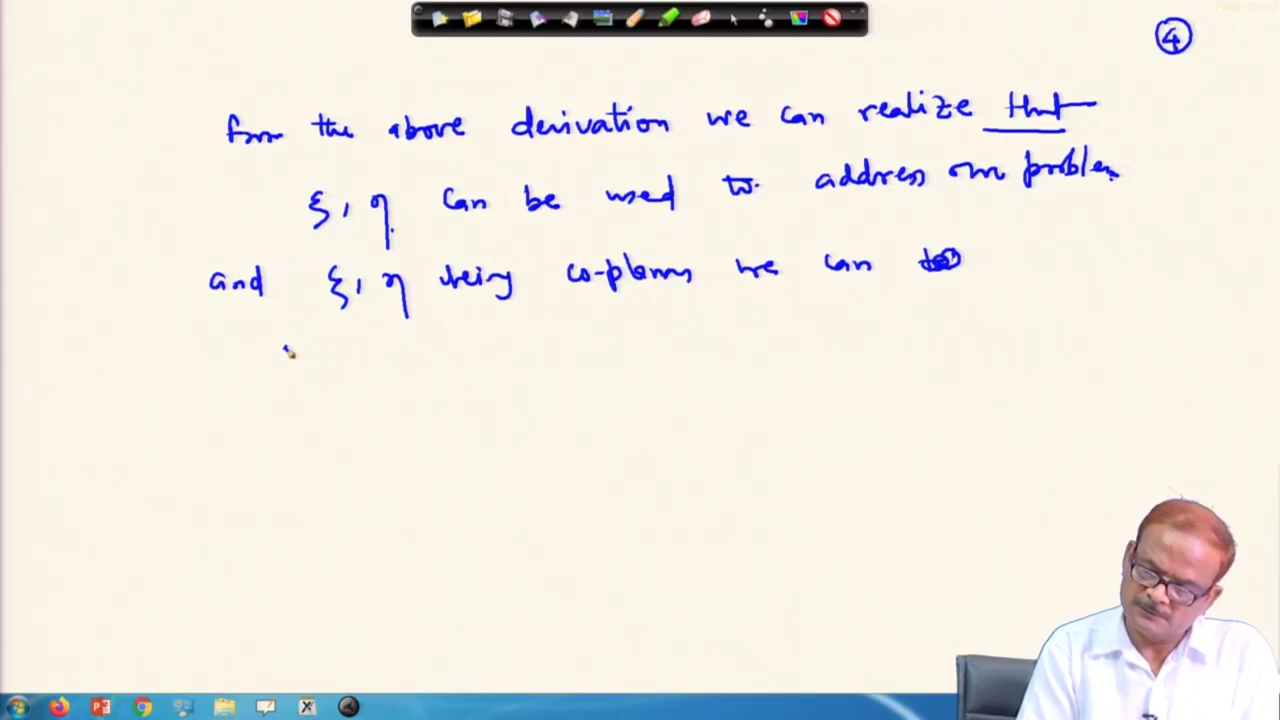 ④
from the above derivation we can realize that
ξ, η can be used to address our problem
and ξ, η being co-planar we can